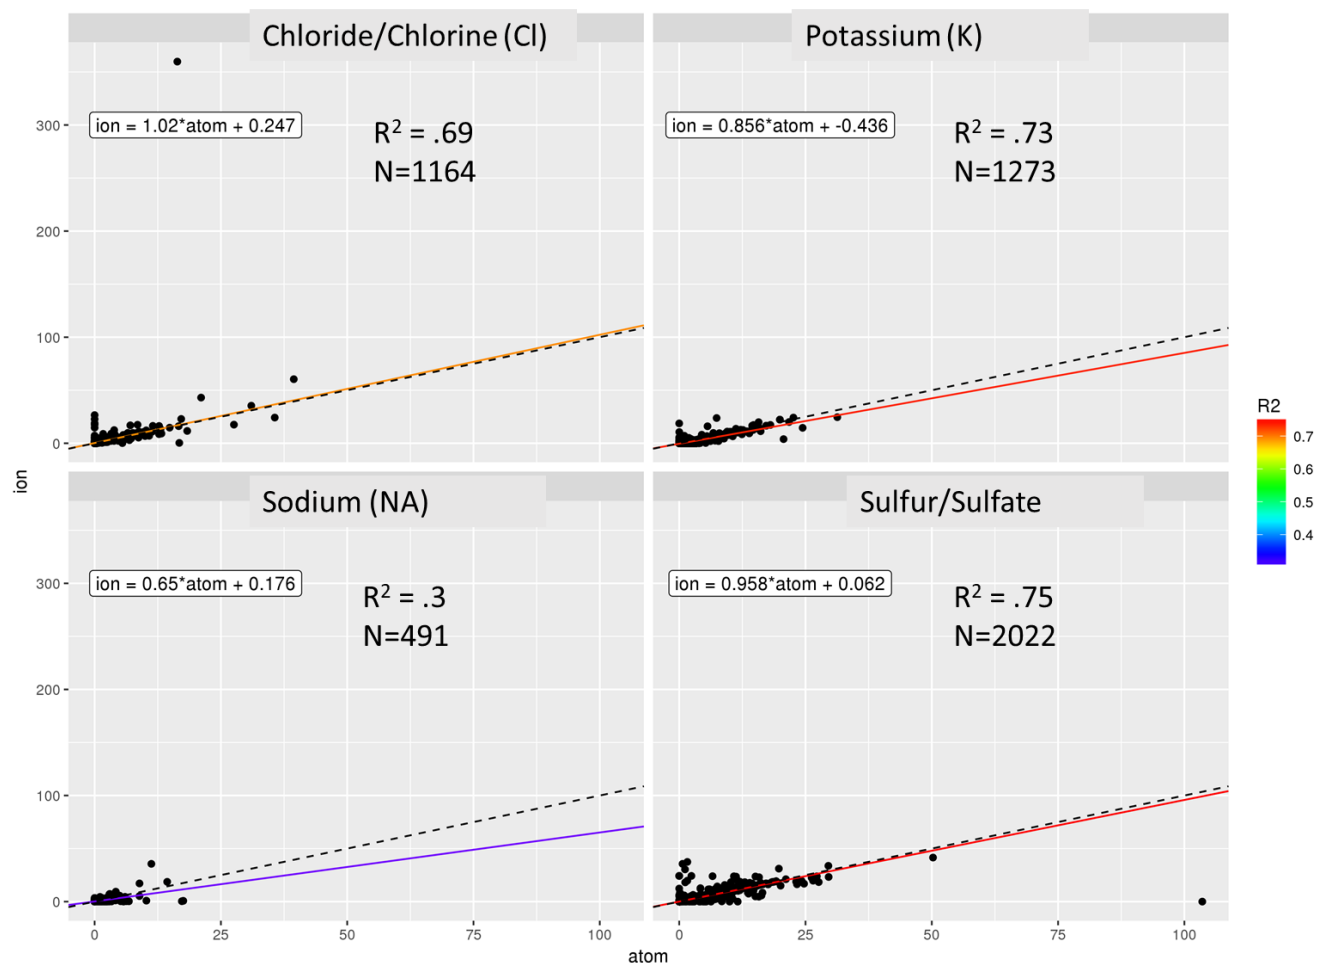 Chloride/Chlorine (Cl)
Potassium (K)
ion = 1.02*atom + 0.247
R² = .69
N=1164
ion = 0.856*atom + -0.436
R² = .73
N=1273
300
200
100
0
Sodium (NA)
Sulfur/Sulfate
ion = 0.65*atom + 0.176
R² = .3
N=491
ion = 0.958*atom + 0.062
R² = .75
N=2022
300
200
100
0
ion
0 25 50 75 100
0 25 50 75 100
atom
R2
0.7
0.6
0.5
0.4